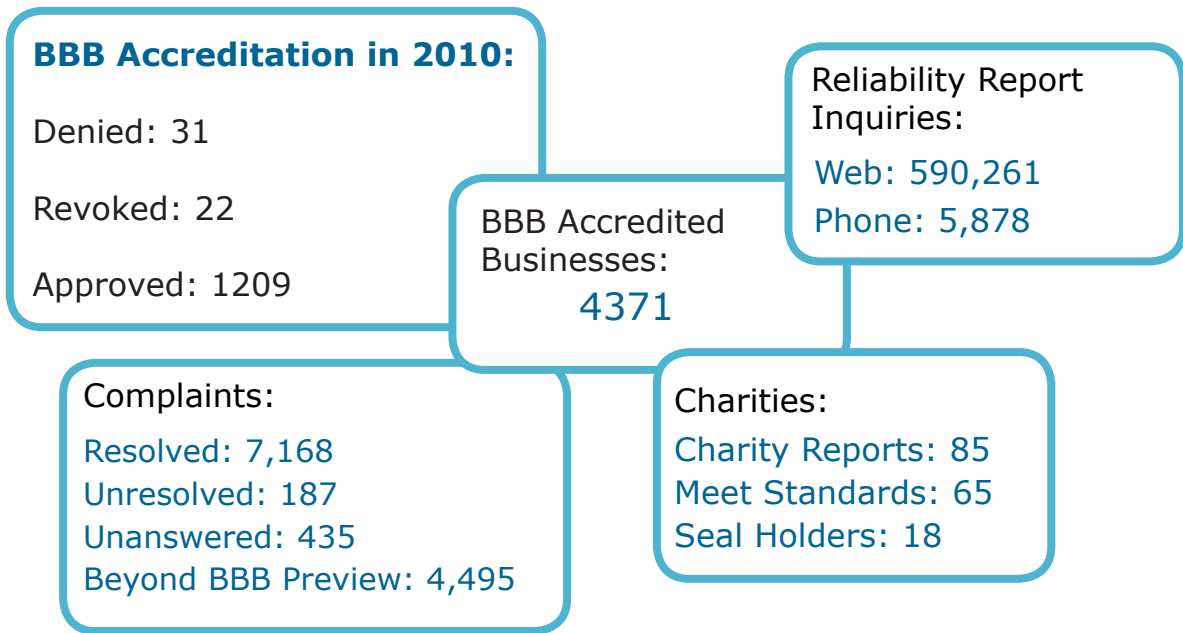 BBB Accreditation in 2010:
Denied: 31
Revoked: 22
Approved: 1209
BBB Accredited
Businesses:
4371
Reliability Report
Inquiries:
Web: 590,261
Phone: 5,878
Complaints:
Resolved: 7,168
Unresolved: 187
Unanswered: 435
Beyond BBB Preview: 4,495
Charities:
Charity Reports: 85
Meet Standards: 65
Seal Holders: 18